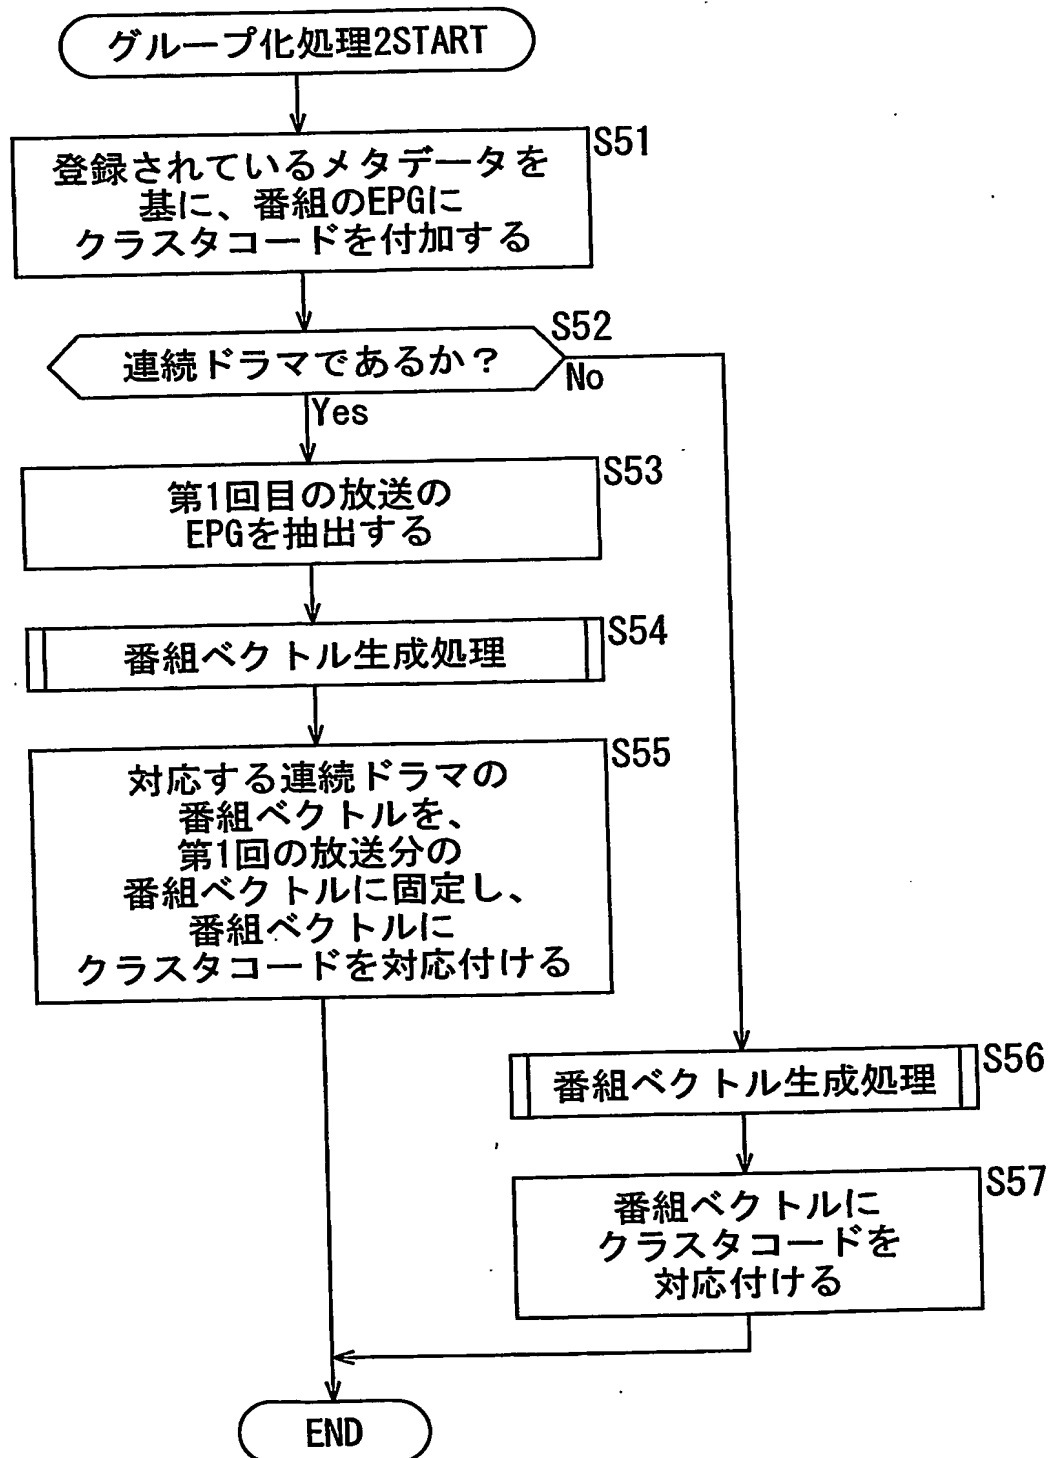 グループ化処理2START
S51
登録されているメタデータを
基に、番組のEPGに
クラスタコードを付加する
S52
連続ドラマであるか？
No
Yes
S53
第1回目の放送の
EPGを抽出する
S54
番組ベクトル生成処理
S55
対応する連続ドラマの
番組ベクトルを、
第1回の放送分の
番組ベクトルに固定し、
番組ベクトルに
クラスタコードを対応付ける
S56
番組ベクトル生成処理
S57
番組ベクトルに
クラスタコードを
対応付ける
END